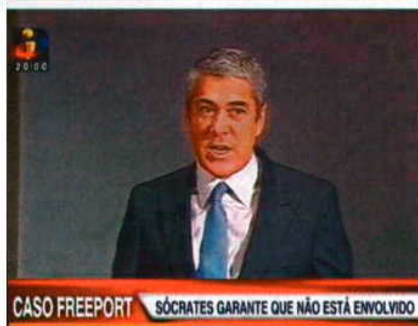 20:00
CASO FREEPORT
SÓCRATES GARANTE QUE NÃO ESTÁ ENVOLVIDO